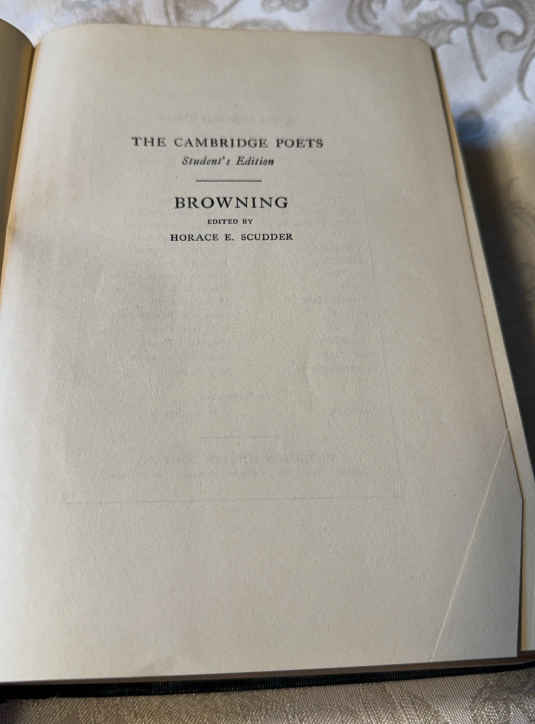 THE CAMBRIDGE POETS
Student's Edition
BROWNING
EDITED BY
HORACE E. SCUDDER